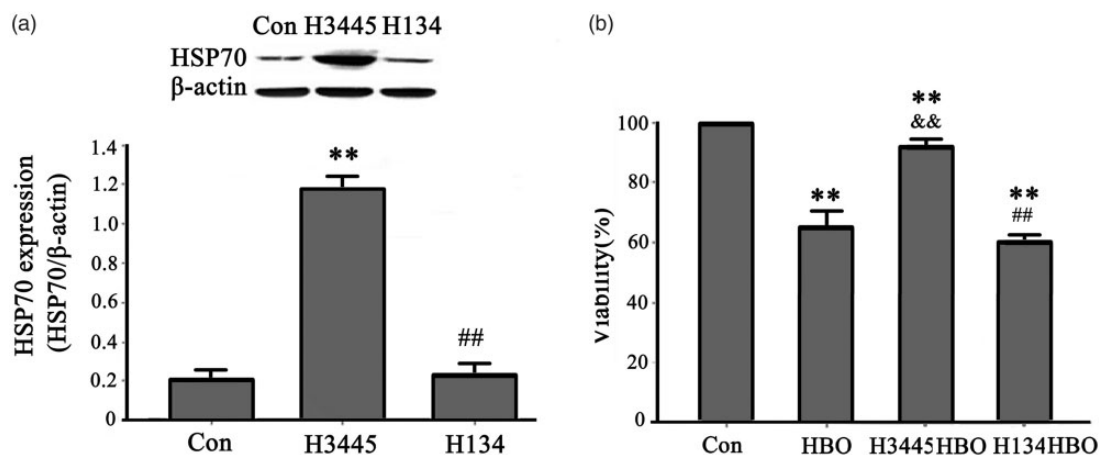 (a)
Con H3445 H134
HSP70
β-actin
HSP70 expression
(HSP70/β-actin)
1.4
1.2
1.0
0.8
0.6
0.4
0.2
0
**
##
Con H3445 H134
(b)
Viability(%)
100
80
60
40
20
0
**
**
&&
**
##
Con HBO H3445HBO H134HBO